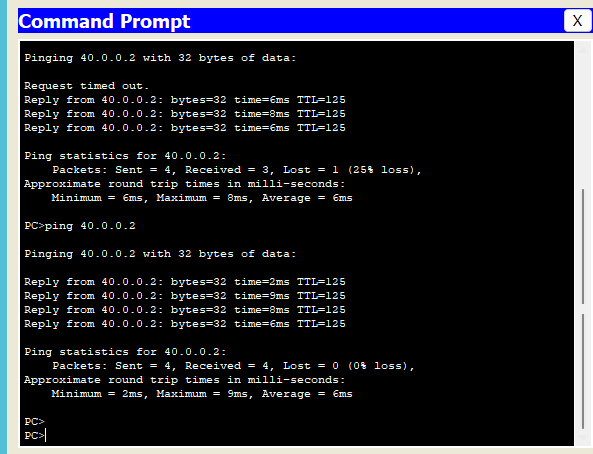 Command Prompt
X
Pinging 40.0.0.2 with 32 bytes of data:
Request timed out.
Reply from 40.0.0.2: bytes=32 time=6ms TTL=125
Reply from 40.0.0.2: bytes=32 time=8ms TTL=125
Reply from 40.0.0.2: bytes=32 time=6ms TTL=125
Ping statistics for 40.0.0.2:
Packets: Sent = 4, Received = 3, Lost = 1 (25% loss),
Approximate round trip times in milli-seconds:
Minimum = 6ms, Maximum = 8ms, Average = 6ms
PC>ping 40.0.0.2
Pinging 40.0.0.2 with 32 bytes of data:
Reply from 40.0.0.2: bytes=32 time=2ms TTL=125
Reply from 40.0.0.2: bytes=32 time=9ms TTL=125
Reply from 40.0.0.2: bytes=32 time=8ms TTL=125
Reply from 40.0.0.2: bytes=32 time=6ms TTL=125
Ping statistics for 40.0.0.2:
Packets: Sent = 4, Received = 4, Lost = 0 (0% loss),
Approximate round trip times in milli-seconds:
Minimum = 2ms, Maximum = 9ms, Average = 6ms
PC>
PC>